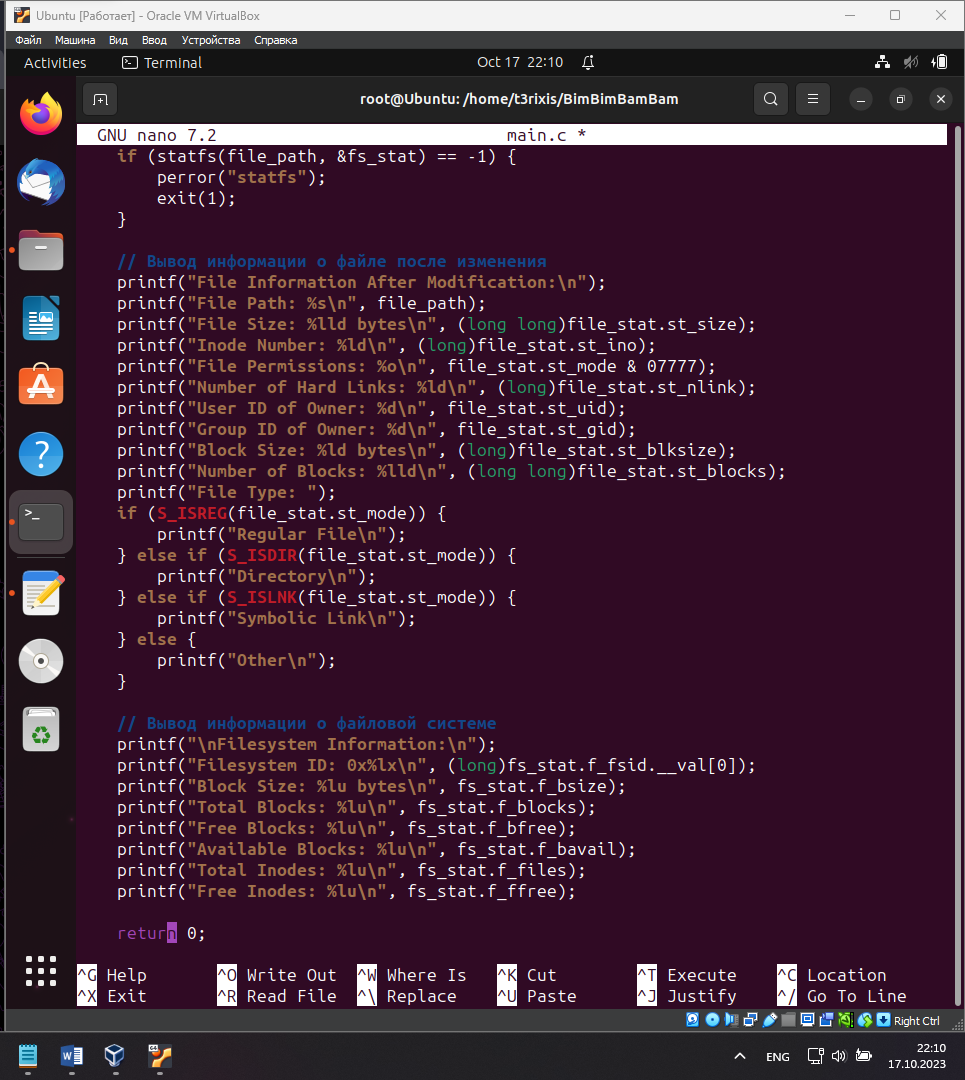 Ubuntu [Работает] - Oracle VM VirtualBox
Файл Машина Вид Ввод Устройства Справка
Activities Terminal Oct 17 22:10
root@Ubuntu: /home/t3rixis/BimBimBamBam
GNU nano 7.2 main.c *
if (statfs(file_path, &fs_stat) == -1) {
perror("statfs");
exit(1);
}
// Вывод информации о файле после изменения
printf("File Information After Modification:\n");
printf("File Path: %s\n", file_path);
printf("File Size: %lld bytes\n", (long long)file_stat.st_size);
printf("Inode Number: %ld\n", (long)file_stat.st_ino);
printf("File Permissions: %o\n", file_stat.st_mode & 07777);
printf("Number of Hard Links: %ld\n", (long)file_stat.st_nlink);
printf("User ID of Owner: %d\n", file_stat.st_uid);
printf("Group ID of Owner: %d\n", file_stat.st_gid);
printf("Block Size: %ld bytes\n", (long)file_stat.st_blksize);
printf("Number of Blocks: %lld\n", (long long)file_stat.st_blocks);
printf("File Type: ");
if (S_ISREG(file_stat.st_mode)) {
printf("Regular File\n");
} else if (S_ISDIR(file_stat.st_mode)) {
printf("Directory\n");
} else if (S_ISLNK(file_stat.st_mode)) {
printf("Symbolic Link\n");
} else {
printf("Other\n");
}
// Вывод информации о файловой системе
printf("\nFilesystem Information:\n");
printf("Filesystem ID: 0x%lx\n", (long)fs_stat.f_fsid.__val[0]);
printf("Block Size: %lu bytes\n", fs_stat.f_bsize);
printf("Total Blocks: %lu\n", fs_stat.f_blocks);
printf("Free Blocks: %lu\n", fs_stat.f_bfree);
printf("Available Blocks: %lu\n", fs_stat.f_bavail);
printf("Total Inodes: %lu\n", fs_stat.f_files);
printf("Free Inodes: %lu\n", fs_stat.f_ffree);
return 0;
^G Help ^O Write Out ^W Where Is ^K Cut ^T Execute ^C Location
^X Exit ^R Read File ^\ Replace ^U Paste ^J Justify ^/ Go To Line
Right Ctrl
ENG 22:10
17.10.2023